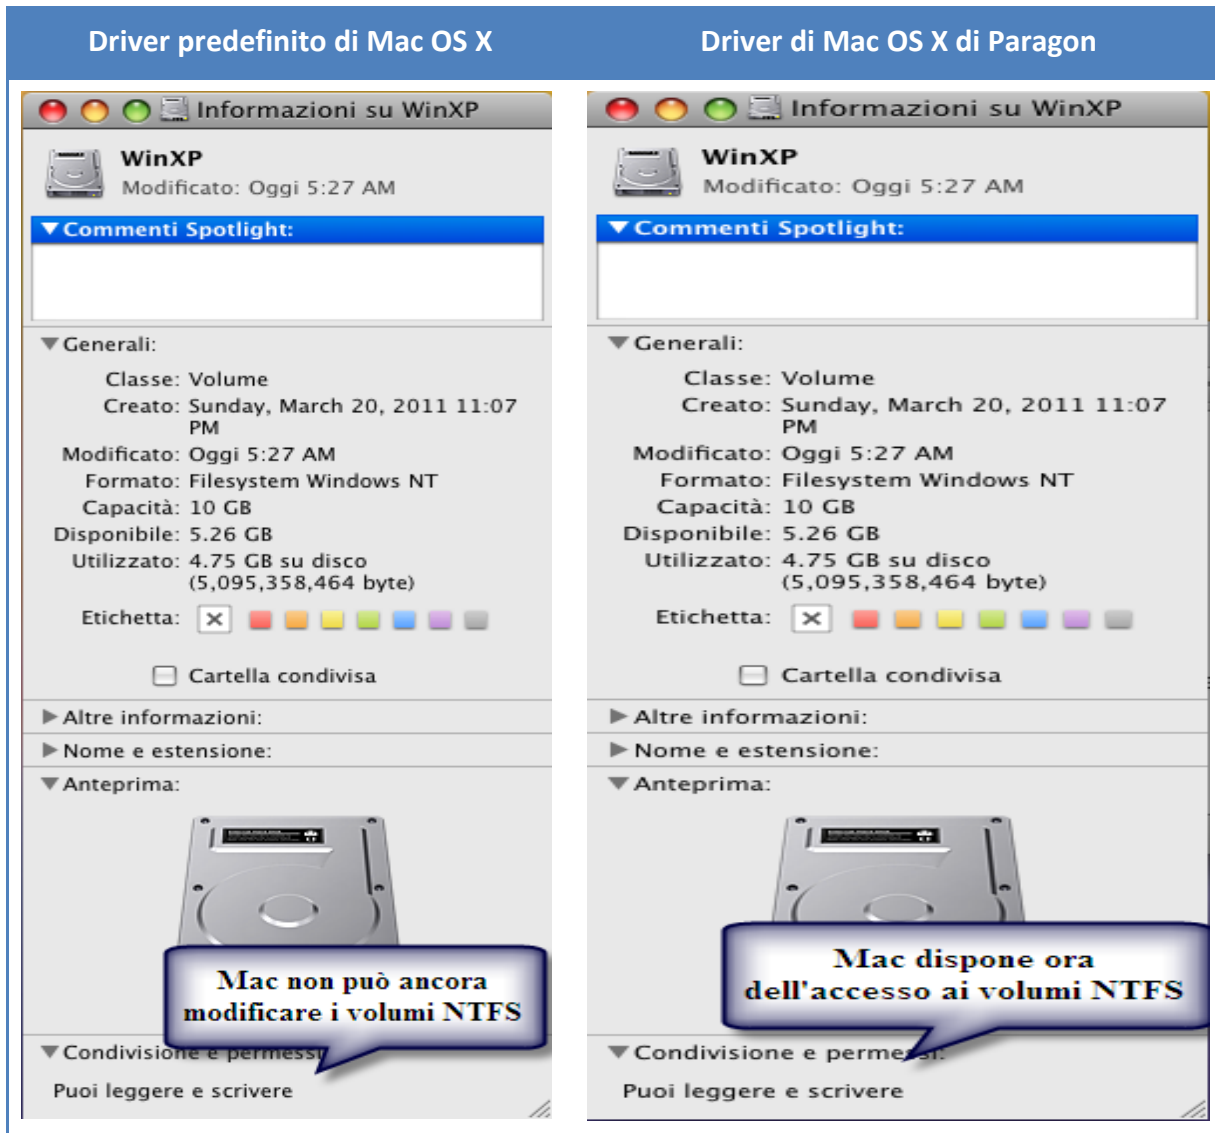 Driver predefinito di Mac OS X
Driver di Mac OS X di Paragon
Informazioni su WinXP
WinXP
Modificato: Oggi 5:27 AM
Commenti Spotlight:
Generali:
Classe: Volume
Creato: Sunday, March 20, 2011 11:07
PM
Modificato: Oggi 5:27 AM
Formato: Filesystem Windows NT
Capacità: 10 GB
Disponibile: 5.26 GB
Utilizzato: 4.75 GB su disco
(5,095,358,464 byte)
Etichetta:
Cartella condivisa
Altre informazioni:
Nome e estensione:
Anteprima:
Mac non può ancora
modificare i volumi NTFS
Condivisione e permessi
Puoi leggere e scrivere
Informazioni su WinXP
WinXP
Modificato: Oggi 5:27 AM
Commenti Spotlight:
Generali:
Classe: Volume
Creato: Sunday, March 20, 2011 11:07
PM
Modificato: Oggi 5:27 AM
Formato: Filesystem Windows NT
Capacità: 10 GB
Disponibile: 5.26 GB
Utilizzato: 4.75 GB su disco
(5,095,358,464 byte)
Etichetta:
Cartella condivisa
Altre informazioni:
Nome e estensione:
Anteprima:
Mac dispone ora
dell'accesso ai volumi NTFS
Condivisione e permessi:
Puoi leggere e scrivere